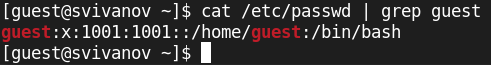 [guest@svivanov ~]$ cat /etc/passwd | grep guest
guest:x:1001:1001::/home/guest:/bin/bash
[guest@svivanov ~]$